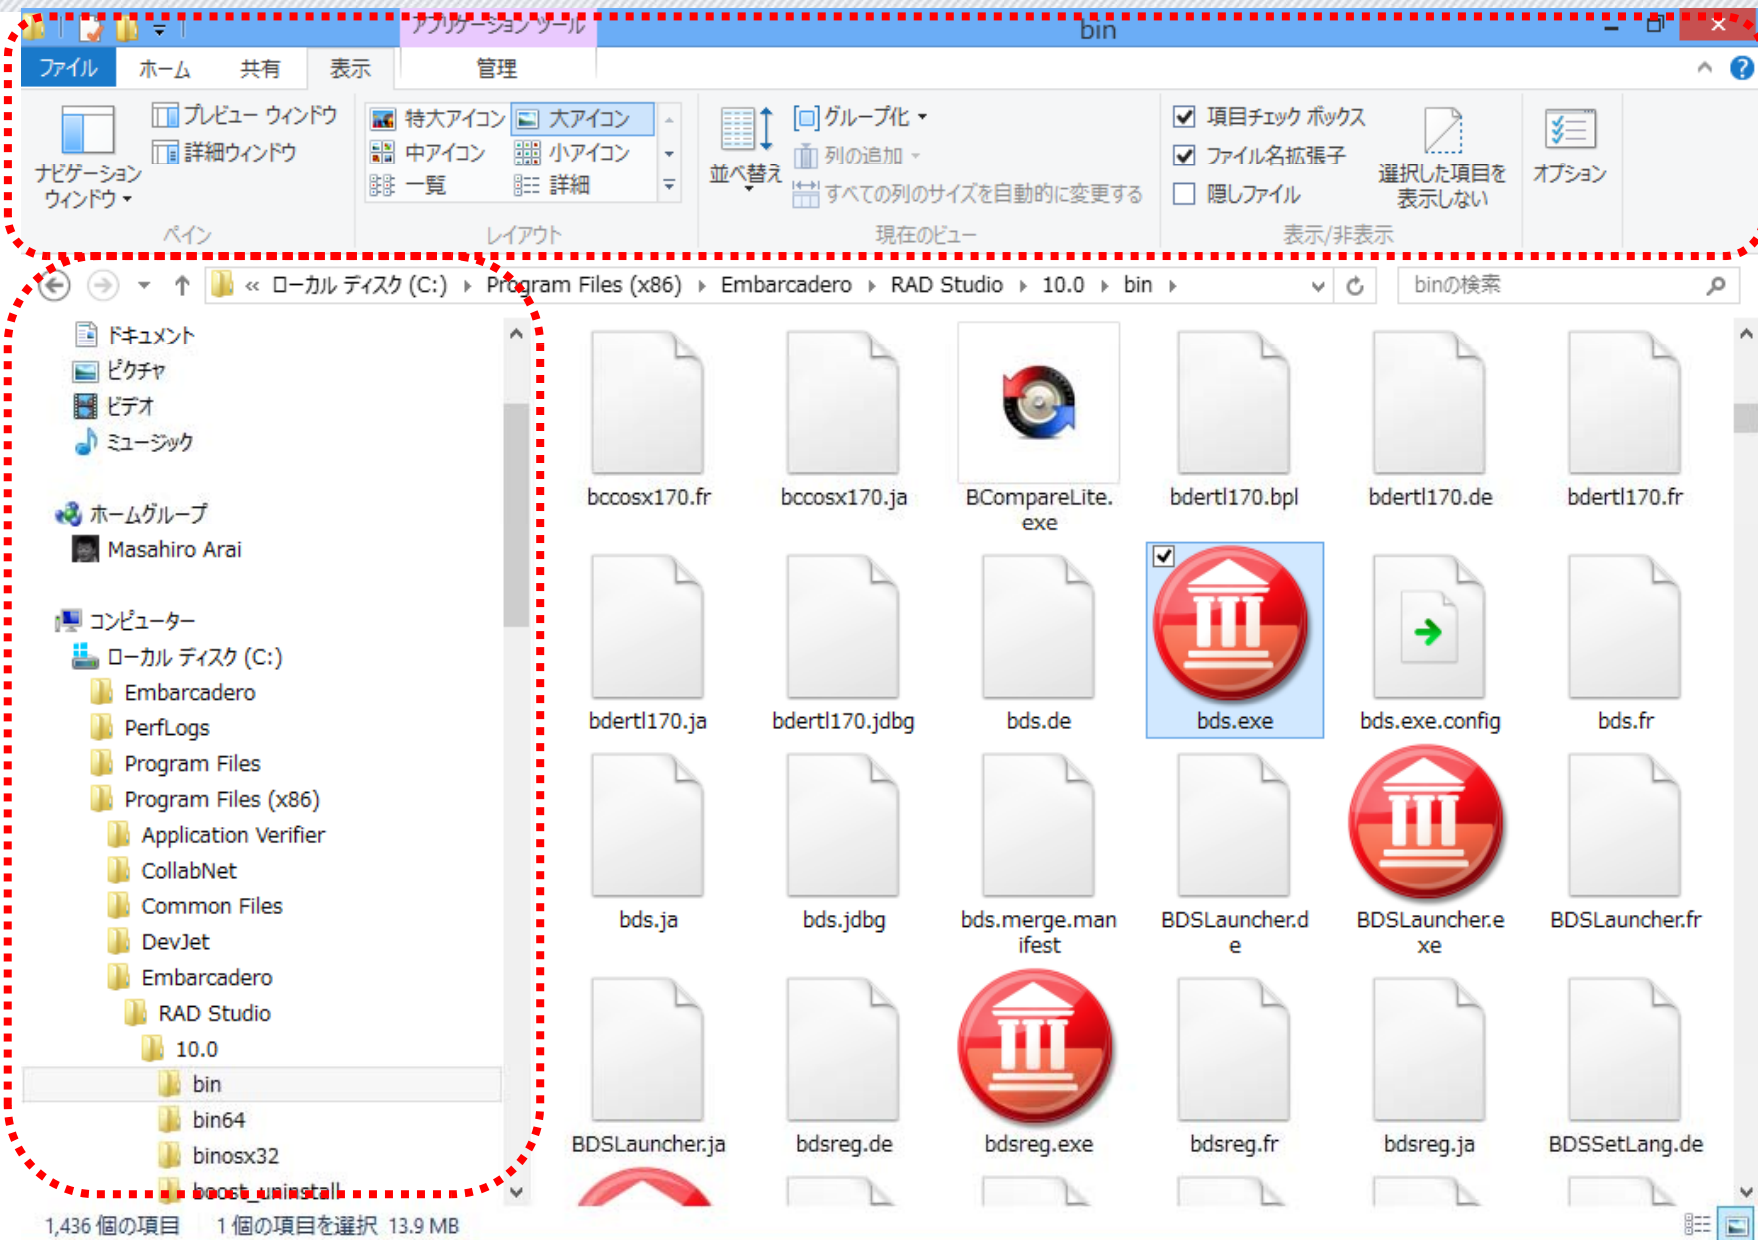 アプリケーション ツール
bin
ファイル ホーム 共有 表示 管理
ナビゲーション ウィンドウ
プレビュー ウィンドウ
詳細ウィンドウ
ペイン
特大アイコン 大アイコン
中アイコン 小アイコン
一覧 詳細
レイアウト
並べ替え
グループ化
列の追加
すべての列のサイズを自動的に変更する
現在のビュー
項目チェック ボックス
ファイル名拡張子
隠しファイル
選択した項目を
表示しない
表示/非表示
オプション
« ローカル ディスク (C:) Program Files (x86) Embarcadero RAD Studio 10.0 bin
binの検索
ドキュメント
ピクチャ
ビデオ
ミュージック
ホームグループ
Masahiro Arai
コンピューター
ローカル ディスク (C:)
Embarcadero
PerfLogs
Program Files
Program Files (x86)
Application Verifier
CollabNet
Common Files
DevJet
Embarcadero
RAD Studio
10.0
bin
bin64
binosx32
boost_uninstall
bccosx170.fr
bccosx170.ja
BCompareLite.
exe
bdertl170.bpl
bdertl170.de
bdertl170.fr
bdertl170.ja
bdertl170.jdbg
bds.de
bds.exe
bds.exe.config
bds.fr
bds.ja
bds.jdbg
bds.merge.man
ifest
BDSLauncher.d
e
BDSLauncher.e
xe
BDSLauncher.fr
BDSLauncher.ja
bdsreg.de
bdsreg.exe
bdsreg.fr
bdsreg.ja
BDSSetLang.de
1,436 個の項目 1 個の項目を選択 13.9 MB